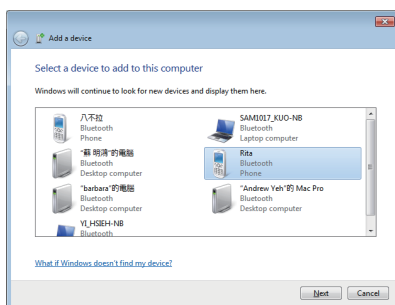 Add a device
Select a device to add to this computer
Windows will continue to look for new devices and display them here.
八不拉
Bluetooth
Phone
SAM1017_KUO-NB
Bluetooth
Laptop computer
"蘇 明鴻"的電腦
Bluetooth
Desktop computer
Rita
Bluetooth
Phone
"barbara"的電腦
Bluetooth
Desktop computer
"Andrew Yeh"的 Mac Pro
Bluetooth
Desktop computer
YI_HSIEH-NB
Bluetooth
What if Windows doesn't find my device?
Next
Cancel